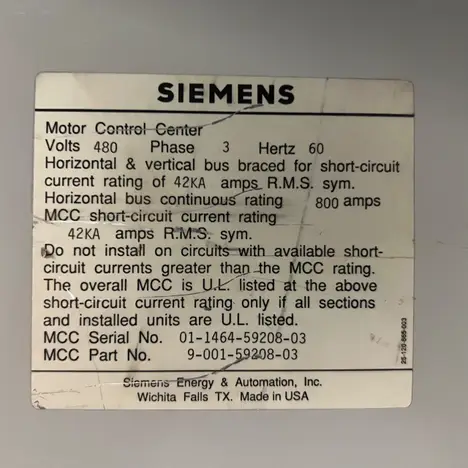 SIEMENS
Motor Control Center
Volts 480 Phase 3 Hertz 60
Horizontal & vertical bus braced for short-circuit
current rating of 42KA amps R.M.S. sym.
Horizontal bus continuous rating 800 amps
MCC short-circuit current rating
42KA amps R.M.S. sym.
Do not install on circuits with available short-
circuit currents greater than the MCC rating.
The overall MCC is U.L. listed at the above
short-circuit current rating only if all sections
and installed units are U.L. listed.
MCC Serial No. 01-1464-59208-03
MCC Part No. 9-001-59208-03
25-120-865-003
Siemens Energy & Automation, Inc.
Wichita Falls TX. Made in USA